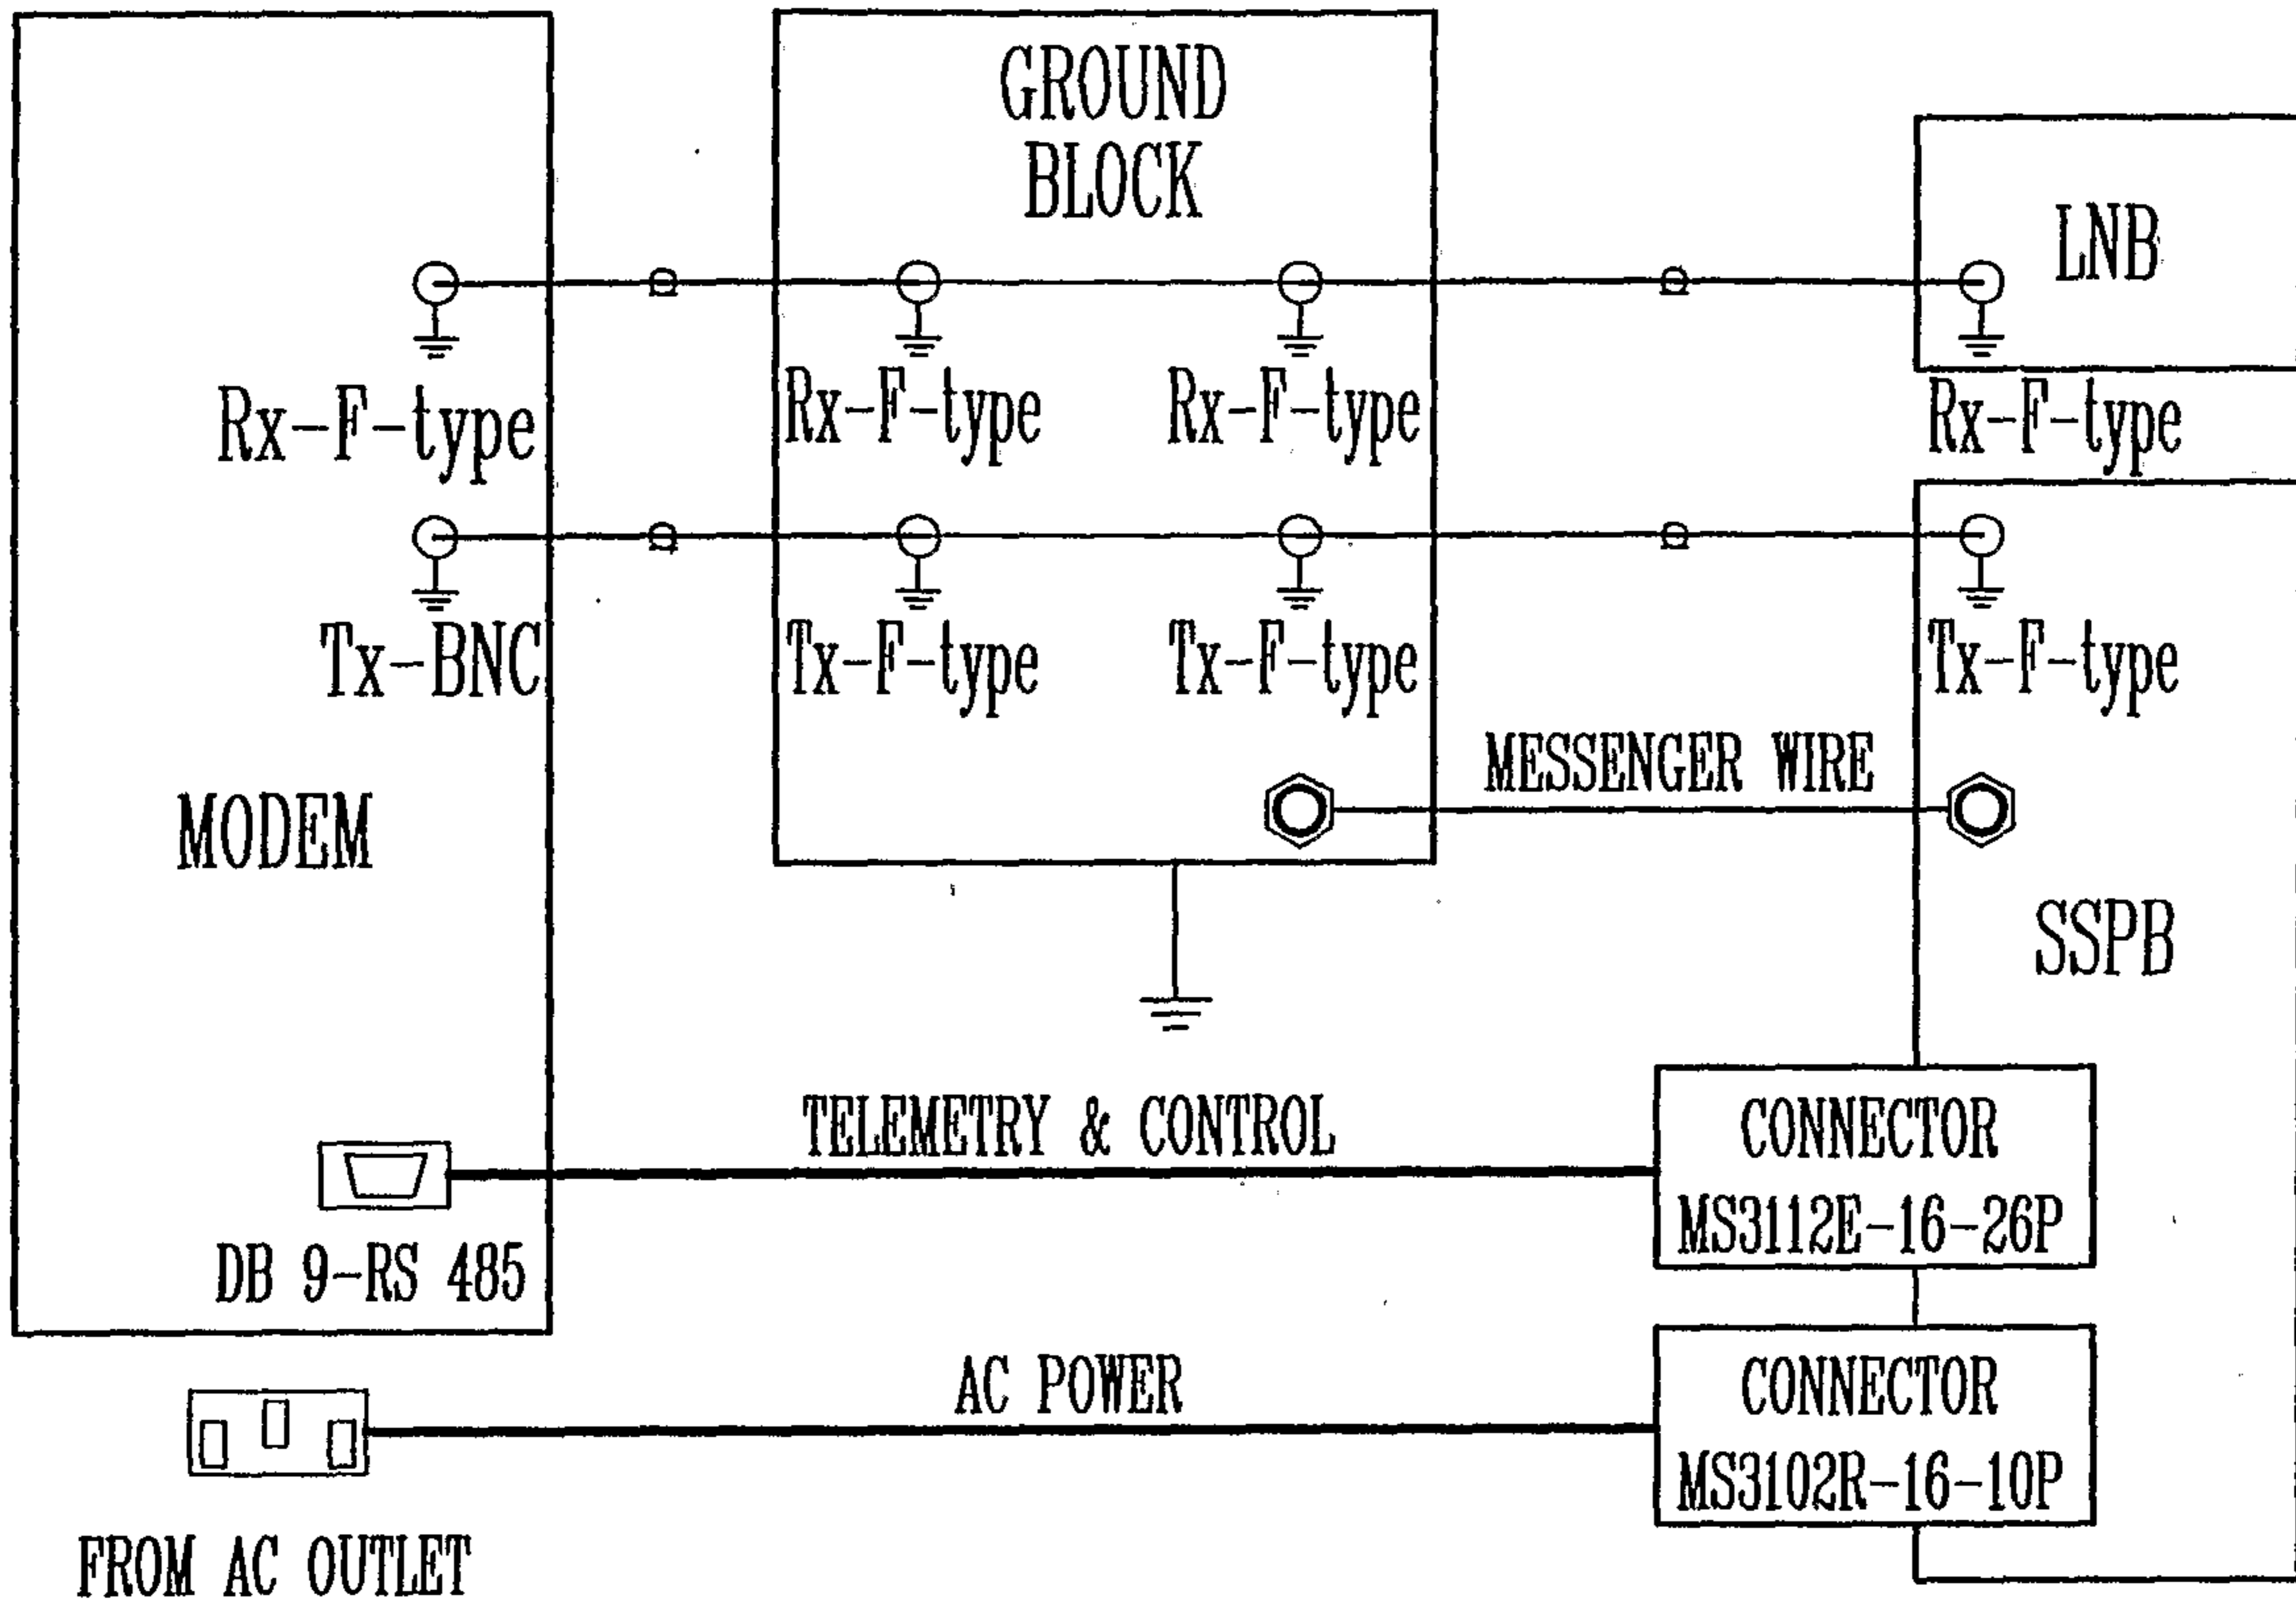 GROUND
BLOCK
LNB
Rx-F-type
Rx-F-type
Rx-F-type
Rx-F-type
Tx-BNC
Tx-F-type
Tx-F-type
Tx-F-type
MESSENGER WIRE
MODEM
SSPB
TELEMETRY & CONTROL
CONNECTOR
MS3112E-16-26P
DB 9-RS 485
AC POWER
CONNECTOR
MS3102R-16-10P
FROM AC OUTLET